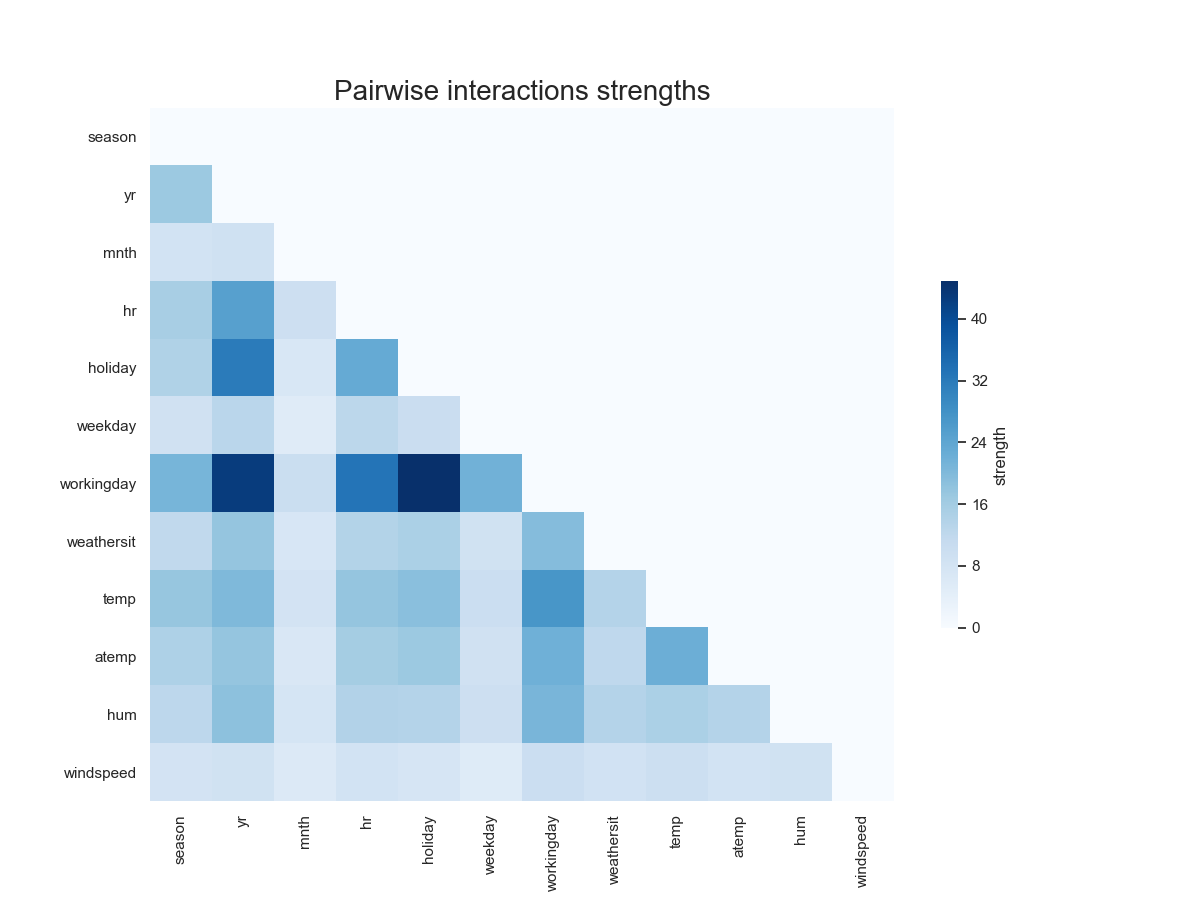 Pairwise interactions strengths
season
yr
mnth
hr
holiday
weekday
workingday
weathersit
temp
atemp
hum
windspeed
season
yr
mnth
hr
holiday
weekday
workingday
weathersit
temp
atemp
hum
windspeed
40
32
24
16
8
0
strength